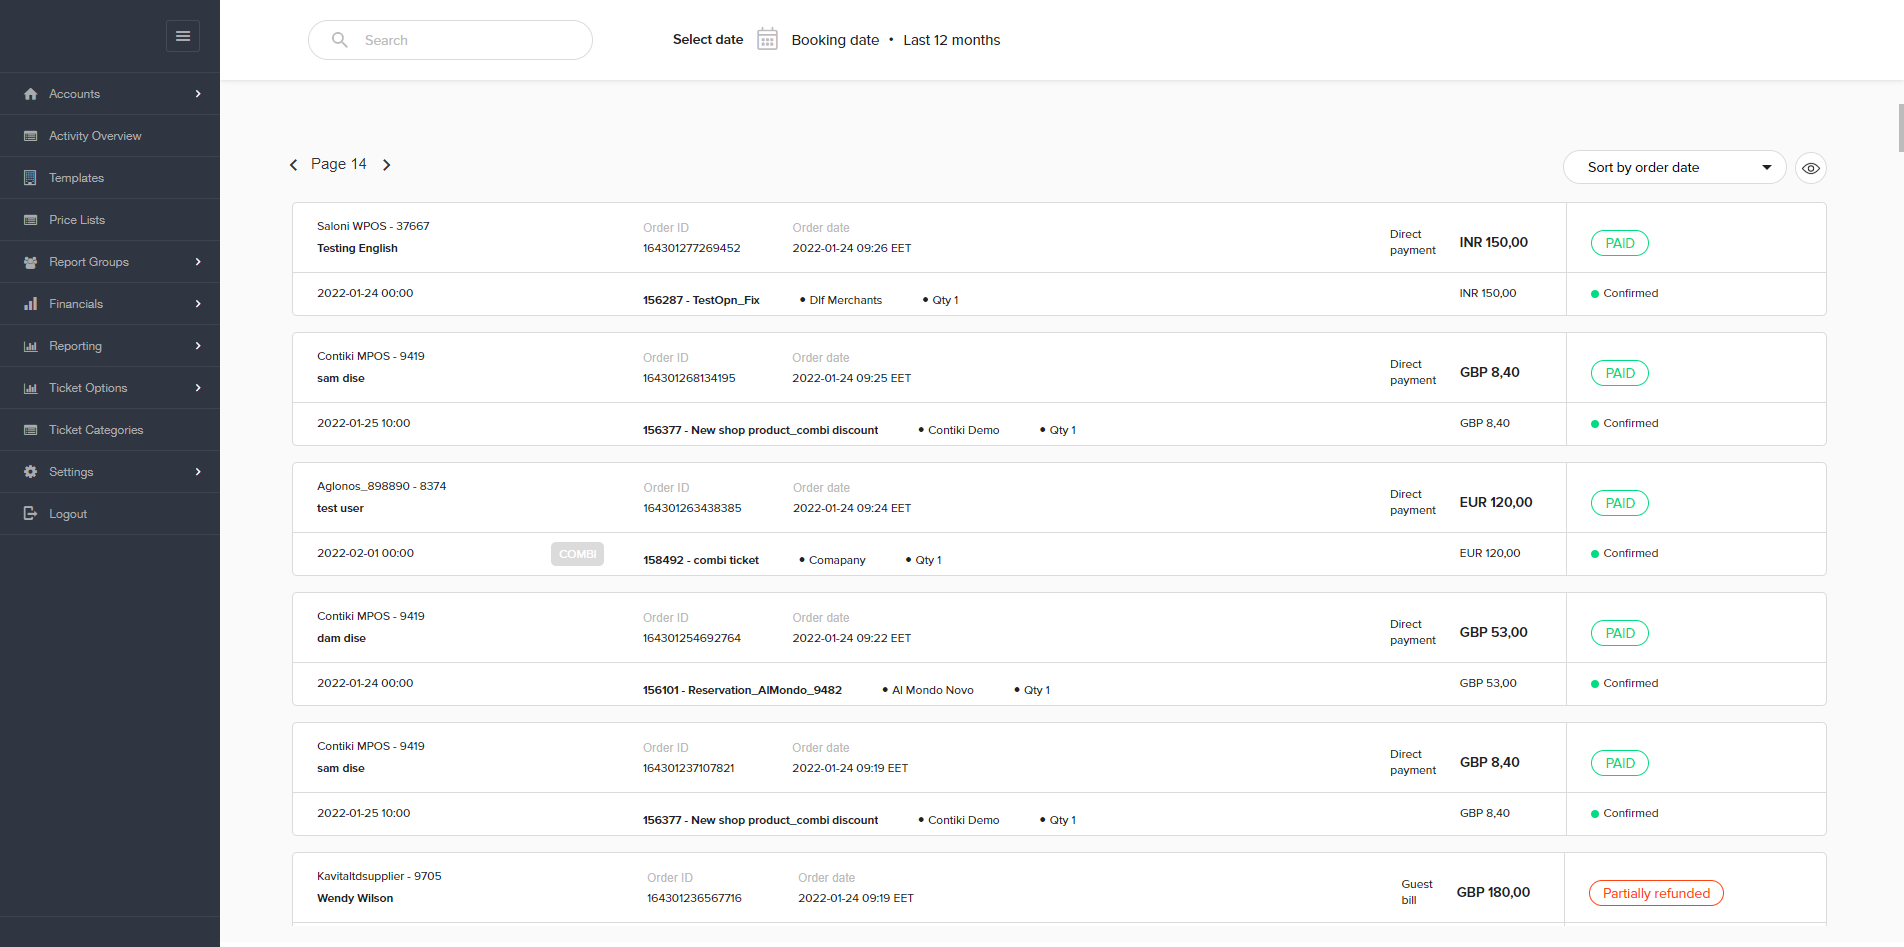 Search
Select date Booking date • Last 12 months
Accounts
Activity Overview
Templates
Price Lists
Report Groups
Financials
Reporting
Ticket Options
Ticket Categories
Settings
Logout
Page 14
Sort by order date
Saloni WPOS - 37667 Order ID Order date
Testing English 164301277269452 2022-01-24 09:26 EET
Direct payment INR 150,00 PAID
2022-01-24 00:00 156287 - TestOpn_Fix • Dlf Merchants • Qty 1 INR 150,00 Confirmed
Contiki MPOS - 9419 Order ID Order date
sam dise 164301268134195 2022-01-24 09:25 EET
Direct payment GBP 8,40 PAID
2022-01-25 10:00 156377 - New shop product_combi discount • Contiki Demo • Qty 1 GBP 8,40 Confirmed
Aglonos_898890 - 8374 Order ID Order date
test user 164301263438385 2022-01-24 09:24 EET
Direct payment EUR 120,00 PAID
2022-02-01 00:00 COMBI 158492 - combi ticket • Comapany • Qty 1 EUR 120,00 Confirmed
Contiki MPOS - 9419 Order ID Order date
dam dise 164301254692764 2022-01-24 09:22 EET
Direct payment GBP 53,00 PAID
2022-01-24 00:00 156101 - Reservation_AlMondo_9482 • Al Mondo Novo • Qty 1 GBP 53,00 Confirmed
Contiki MPOS - 9419 Order ID Order date
sam dise 164301237107821 2022-01-24 09:19 EET
Direct payment GBP 8,40 PAID
2022-01-25 10:00 156377 - New shop product_combi discount • Contiki Demo • Qty 1 GBP 8,40 Confirmed
Kavitaltdsupplier - 9705 Order ID Order date
Wendy Wilson 164301236567716 2022-01-24 09:19 EET
Guest bill GBP 180,00 Partially refunded